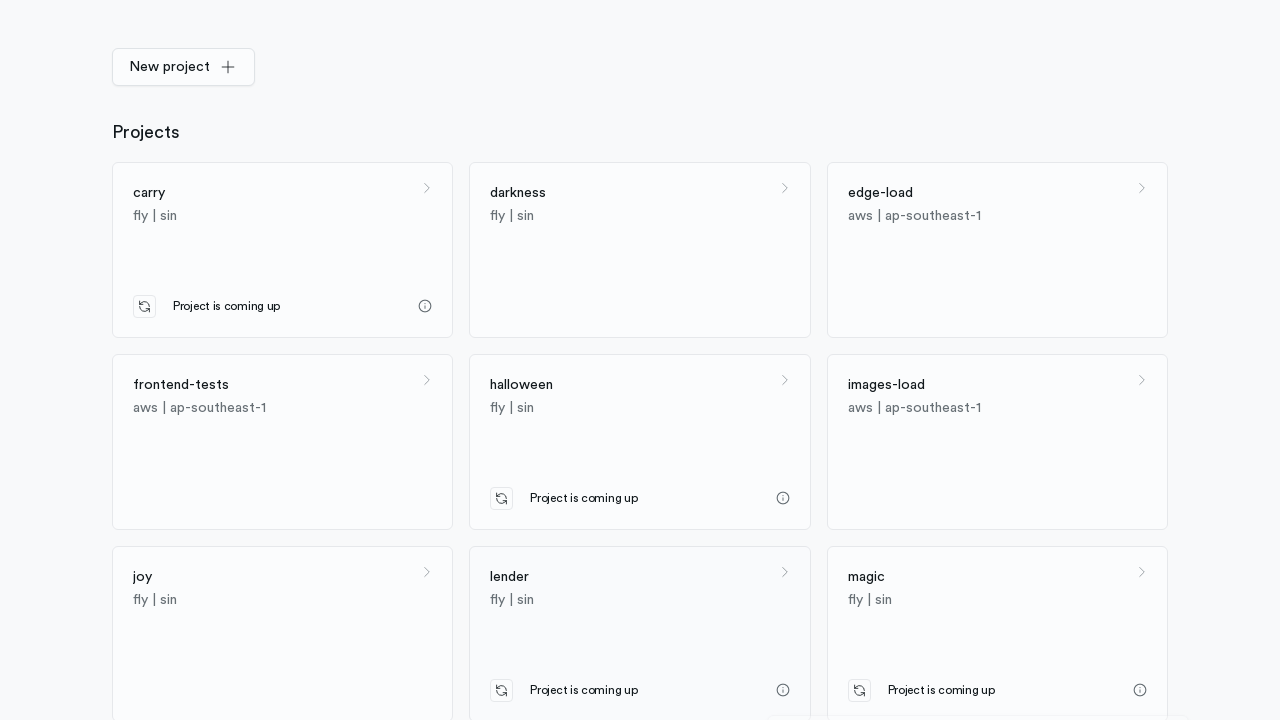 New project
Projects
carry
fly | sin
Project is coming up
darkness
fly | sin
edge-load
aws | ap-southeast-1
frontend-tests
aws | ap-southeast-1
halloween
fly | sin
Project is coming up
images-load
aws | ap-southeast-1
joy
fly | sin
lender
fly | sin
Project is coming up
magic
fly | sin
Project is coming up